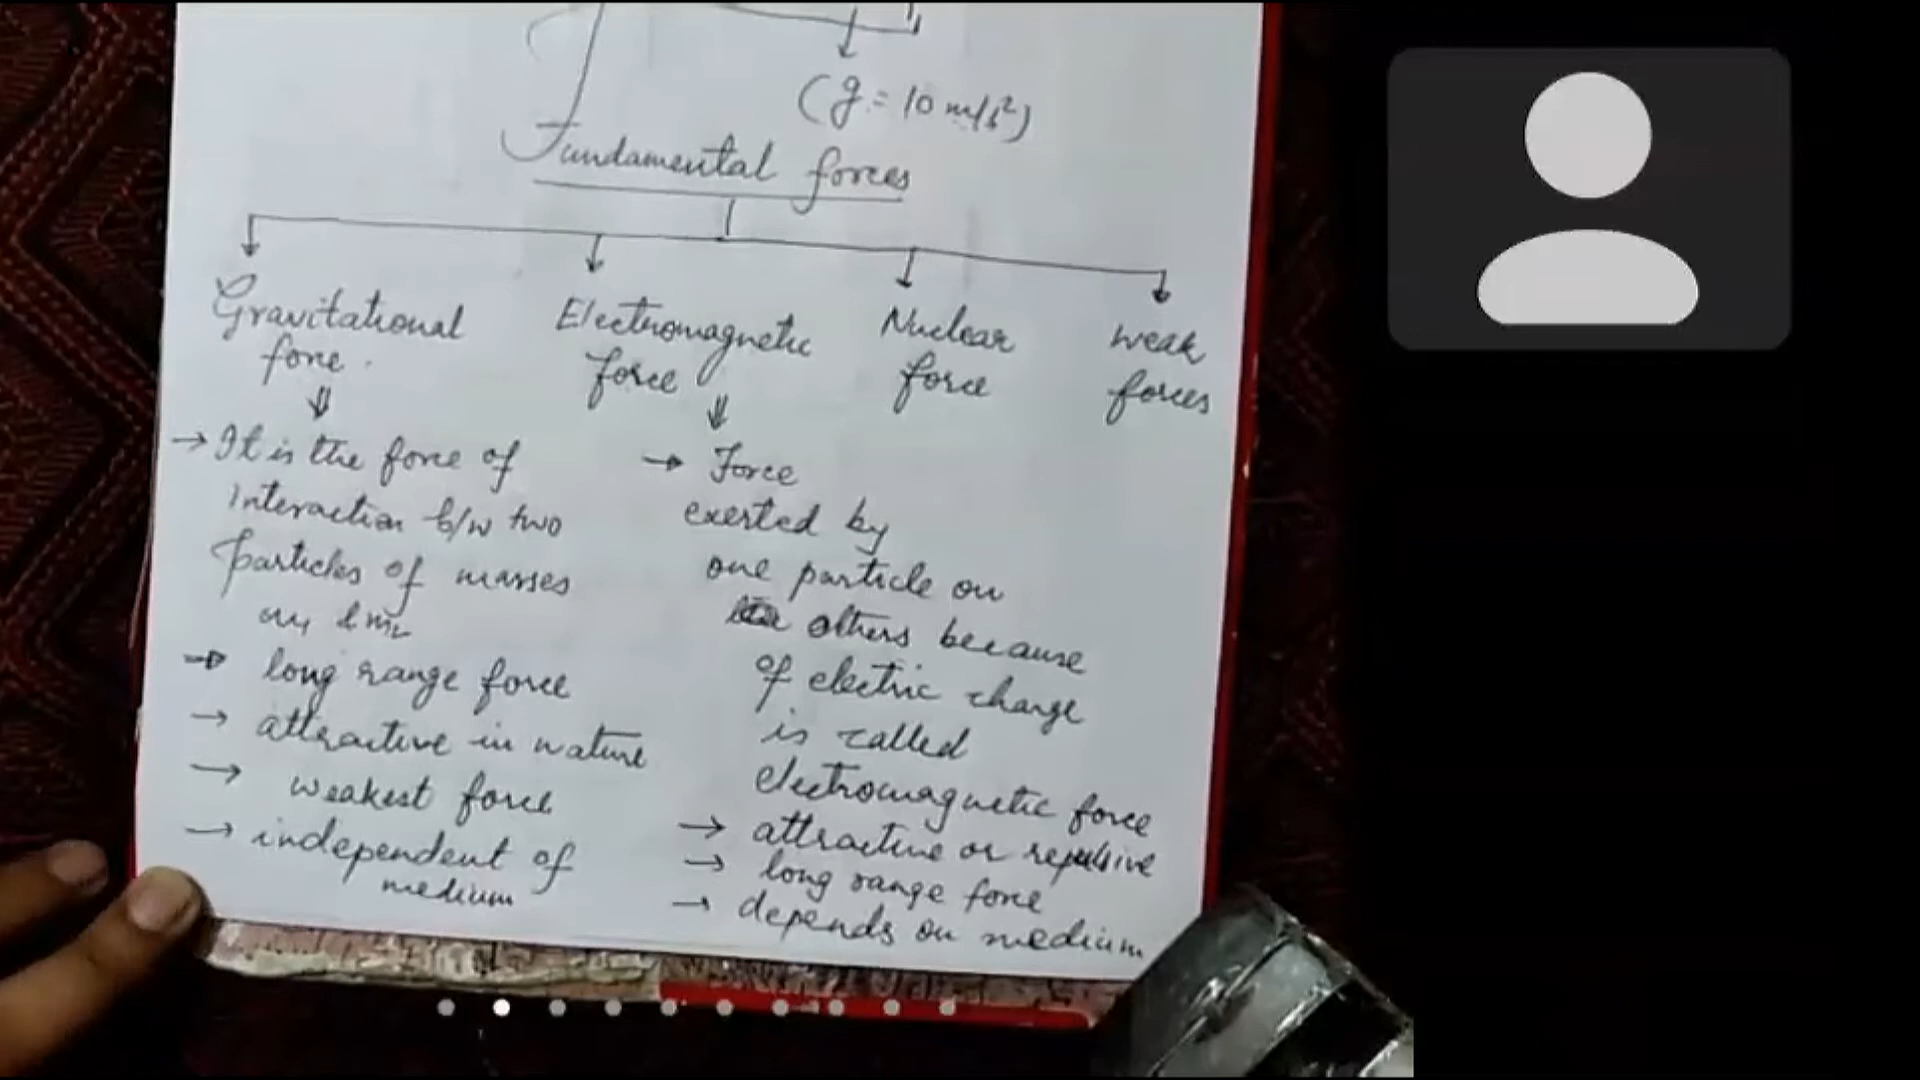 (g = 10 m/s²)
Fundamental forces
Gravitational
force
Electromagnetic
force
Nuclear
force
weak
forces
→ It is the force of
Interaction b/w two
particles of masses
m₁ & m₂
→ long range force
→ attractive in nature
→ weakest force
→ independent of
medium
→ Force
exerted by
one particle on
others because
of electric charge
is called
electromagnetic force
→ attractive or repulsive
→ long range force
→ depends on medium